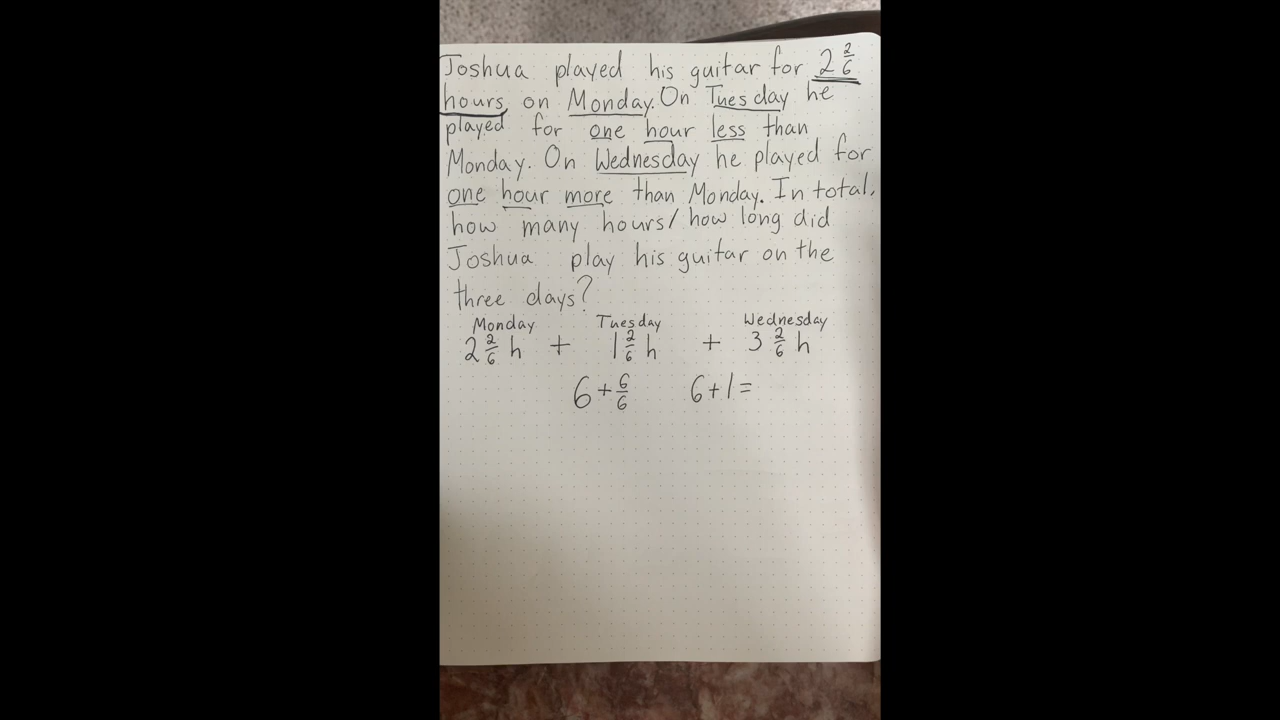 Joshua played his guitar for 2 2/6
hours on Monday. On Tuesday he
played for one hour less than
Monday. On Wednesday he played for
one hour more than Monday. In total,
how many hours/how long did
Joshua play his guitar on the
three days?
Monday Tuesday Wednesday
2 2/6 h + 1 2/6 h + 3 2/6 h
6 + 6/6 6+1=